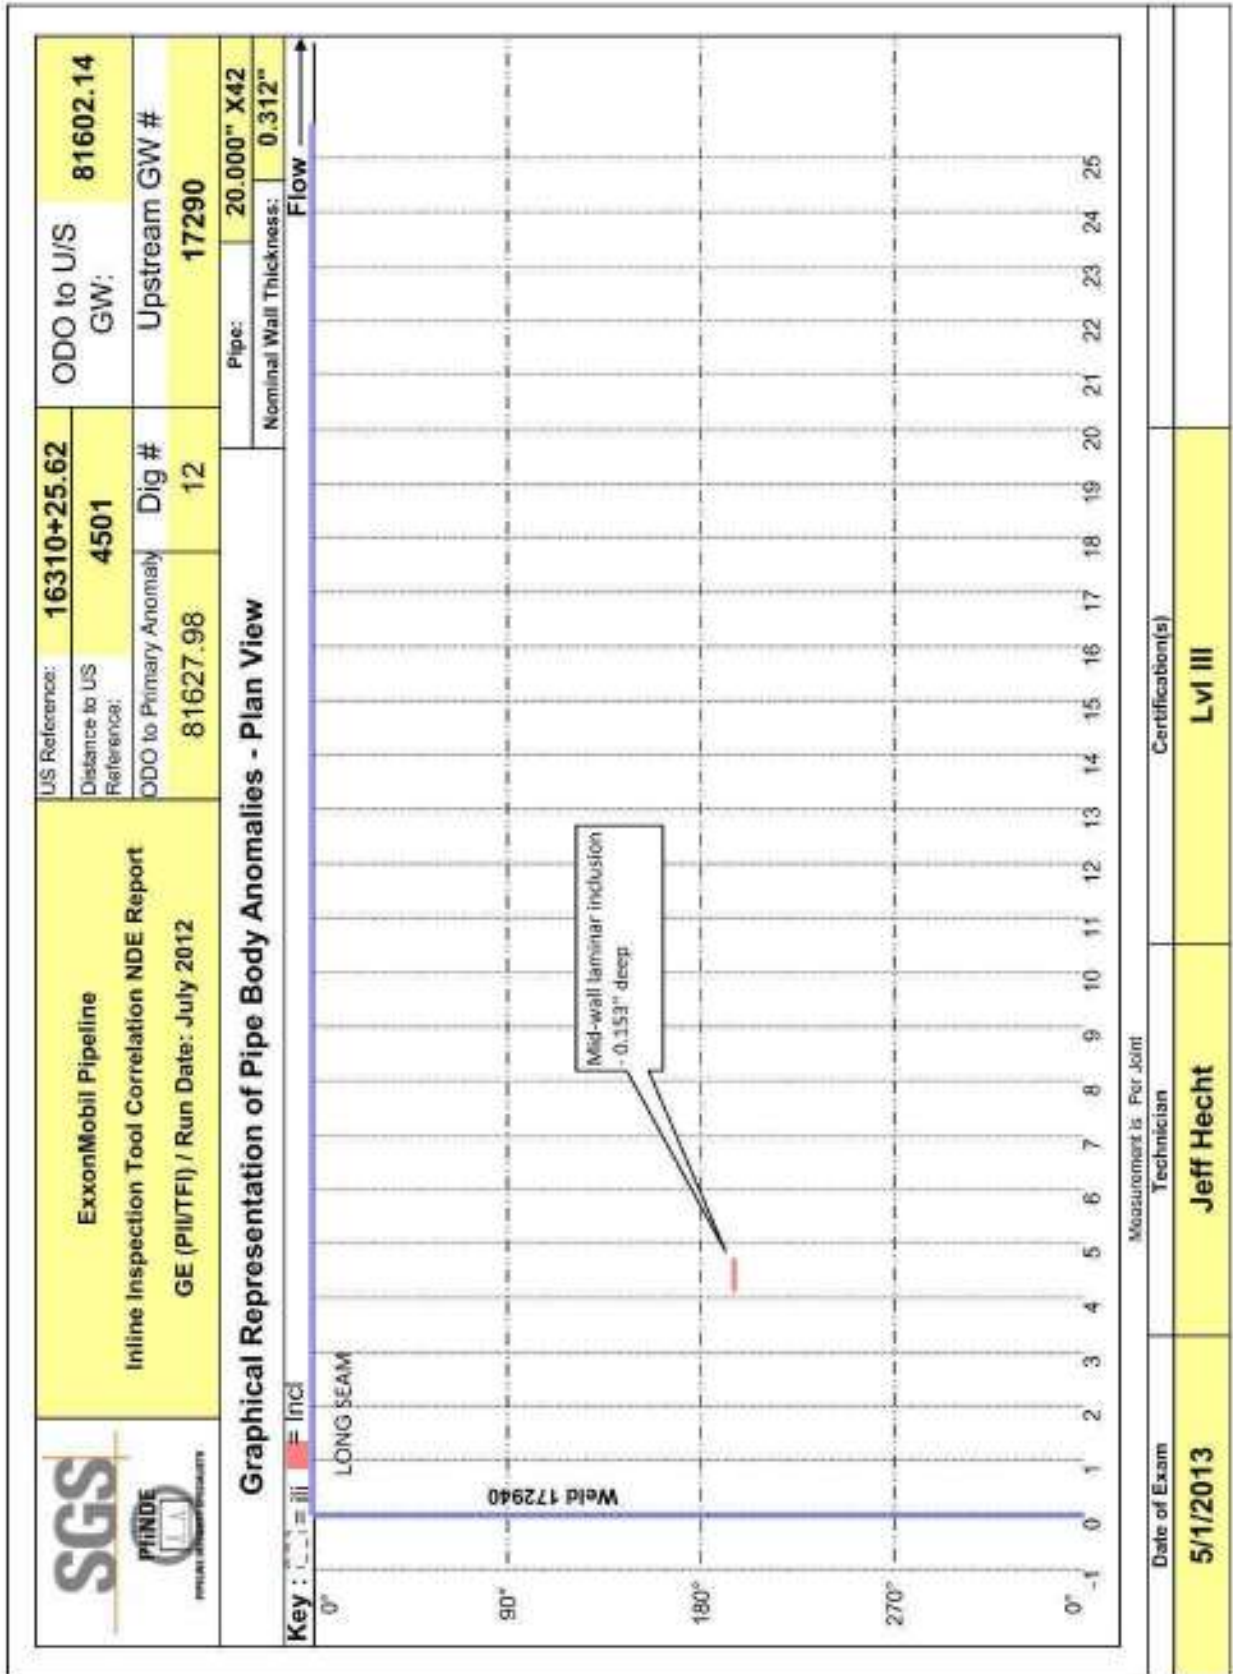 SGS
PIINDE
ExxonMobil Pipeline
Inline Inspection Tool Correlation NDE Report
GE (PII/TFI) / Run Date: July 2012
US Reference:
16310+25.62
ODO to U/S
GW:
81602.14
Distance to US
Reference:
4501
ODO to Primary Anomaly
Dig #
Upstream GW #
81627.98
12
17290
Graphical Representation of Pipe Body Anomalies - Plan View
Pipe:
20.000" X42
Nominal Wall Thickness:
0.312"
Key :
= ili
= Incl
Flow
0°
LONG SEAM
90°
Weld 172940
Mid-wall laminar inclusion
- 0.153" deep
180°
270°
0°
-1 0 1 2 3 4 5 6 7 8 9 10 11 12 13 14 15 16 17 18 19 20 21 22 23 24 25
Measurement is Per Joint
Date of Exam
Technician
Certification(s)
5/1/2013
Jeff Hecht
Lvl III